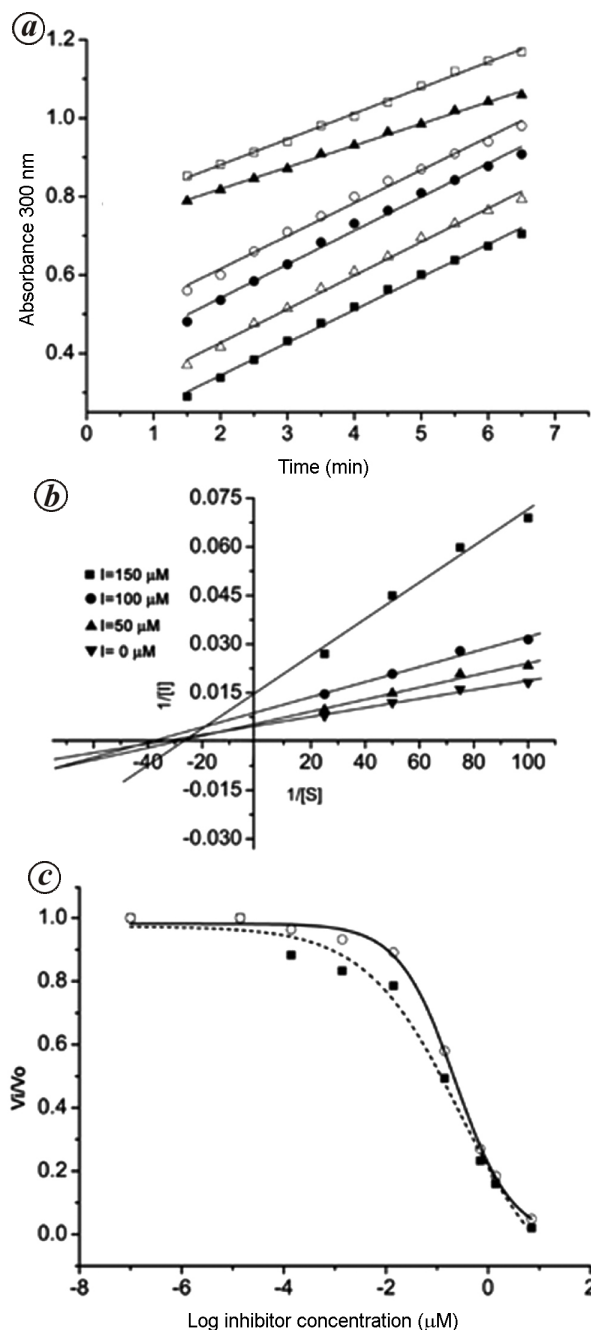 a
1.2
1.0
0.8
0.6
0.4
Absorbance 300 nm
0 1 2 3 4 5 6 7
Time (min)
b
0.075
0.060
0.045
0.030
0.015
-0.015
-0.030
I=150 μM
I=100 μM
I=50 μM
I= 0 μM
1/[I]
-40 -20 20 40 60 80 100
1/[S]
c
1.0
0.8
0.6
0.4
0.2
0.0
Vi/Vo
-8 -6 -4 -2 0 2
Log inhibitor concentration (μM)